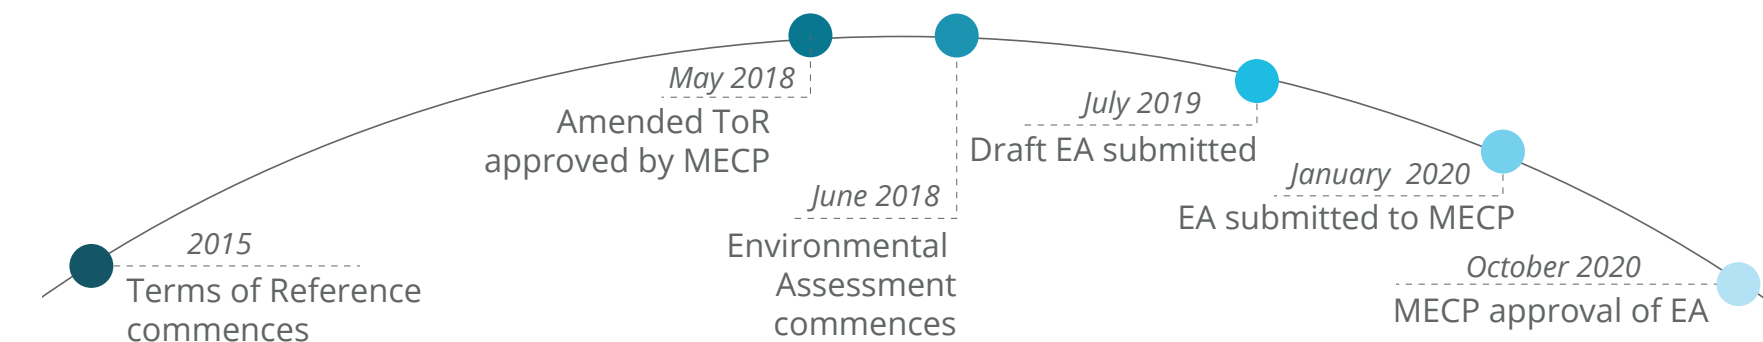 2015
Terms of Reference
commences
May 2018
Amended ToR
approved by MECP
June 2018
Environmental
Assessment
commences
July 2019
Draft EA submitted
January 2020
EA submitted to MECP
October 2020
MECP approval of EA